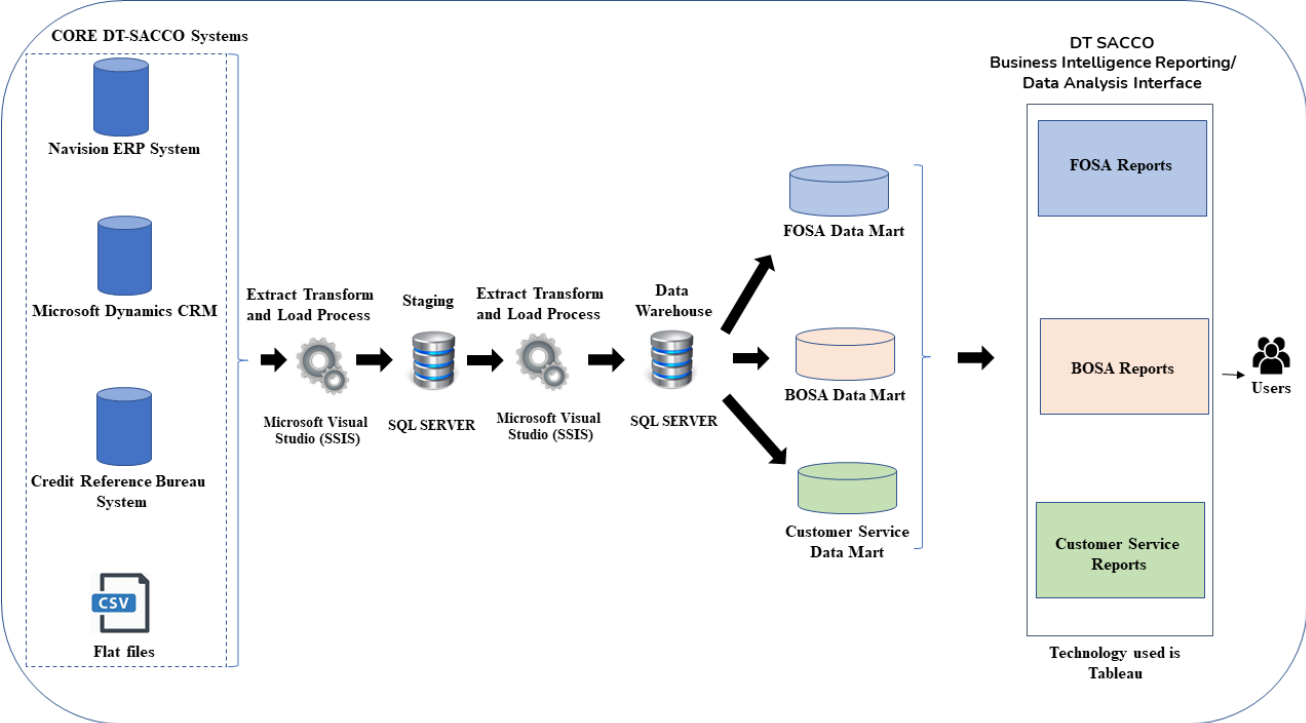 CORE DT-SACCO Systems
Navision ERP System
Microsoft Dynamics CRM
Credit Reference Bureau
System
CSV
Flat files
Extract Transform
and Load Process
Microsoft Visual
Studio (SSIS)
Staging
SQL SERVER
Extract Transform
and Load Process
Microsoft Visual
Studio (SSIS)
Data
Warehouse
SQL SERVER
FOSA Data Mart
BOSA Data Mart
Customer Service
Data Mart
DT SACCO
Business Intelligence Reporting/
Data Analysis Interface
FOSA Reports
BOSA Reports
Customer Service
Reports
Technology used is
Tableau
Users